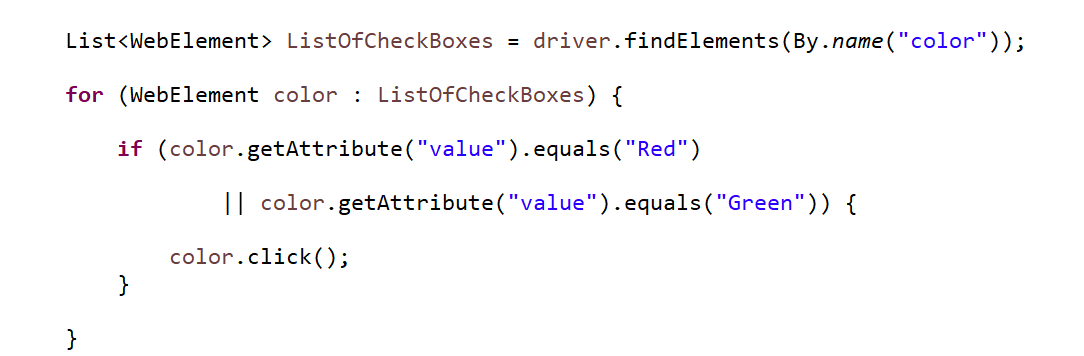 List<WebElement> ListOfCheckBoxes = driver.findElements(By.name("color"));
for (WebElement color : ListOfCheckBoxes) {
if (color.getAttribute("value").equals("Red")
|| color.getAttribute("value").equals("Green")) {
color.click();
}
}